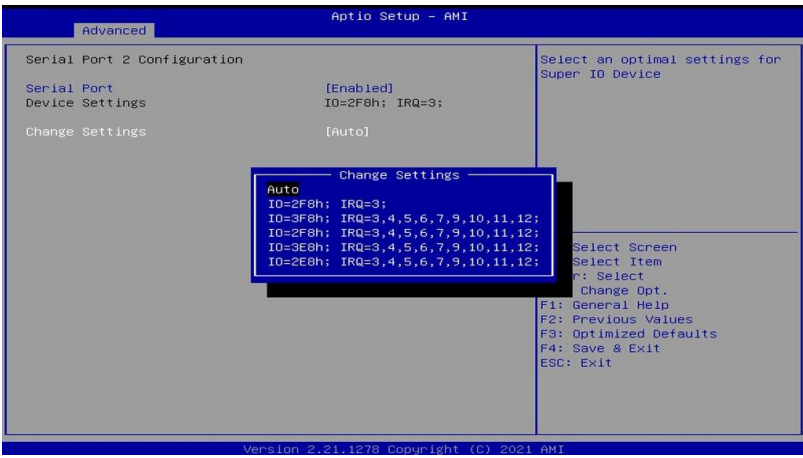 Aptio Setup - AMI
Advanced
Serial Port 2 Configuration
Serial Port [Enabled]
Device Settings IO=2F8h; IRQ=3;
Change Settings [Auto]
Change Settings
Auto
IO=2F8h; IRQ=3;
IO=3F8h; IRQ=3,4,5,6,7,9,10,11,12;
IO=2F8h; IRQ=3,4,5,6,7,9,10,11,12;
IO=3E8h; IRQ=3,4,5,6,7,9,10,11,12;
IO=2E8h; IRQ=3,4,5,6,7,9,10,11,12;
Select an optimal settings for
Super IO Device
Select Screen
Select Item
r: Select
Change Opt.
F1: General Help
F2: Previous Values
F3: Optimized Defaults
F4: Save & Exit
ESC: Exit
Version 2.21.1278 Copyright (C) 2021 AMI